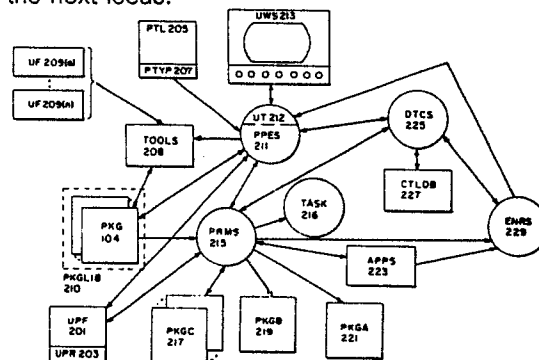 the next locus.
PTL 205
PTYP 207
UWS 213
UF 209(a)
UF 209(n)
UT 212
PPES
211
DTCS
225
TOOLS
208
CTLDB
227
TASK
216
PKG
104
PRMS
215
ENRS
229
PKGLIB
210
APPS
223
UPF
201
UPR 203
PKGC
217
PKGB
219
PKGA
221